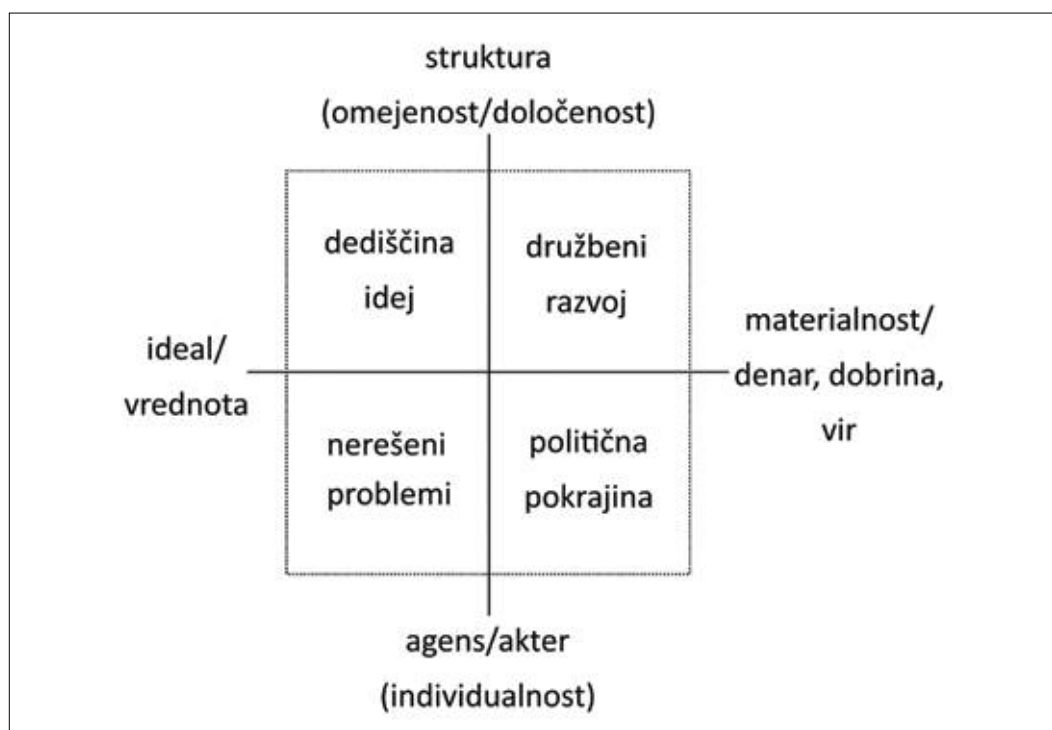 struktura
(omejenost/določenost)
dediščina
idej
družbeni
razvoj
ideal/
vrednota
materialnost/
denar, dobrina,
vir
nerešeni
problemi
politična
pokrajina
agens/akter
(individualnost)